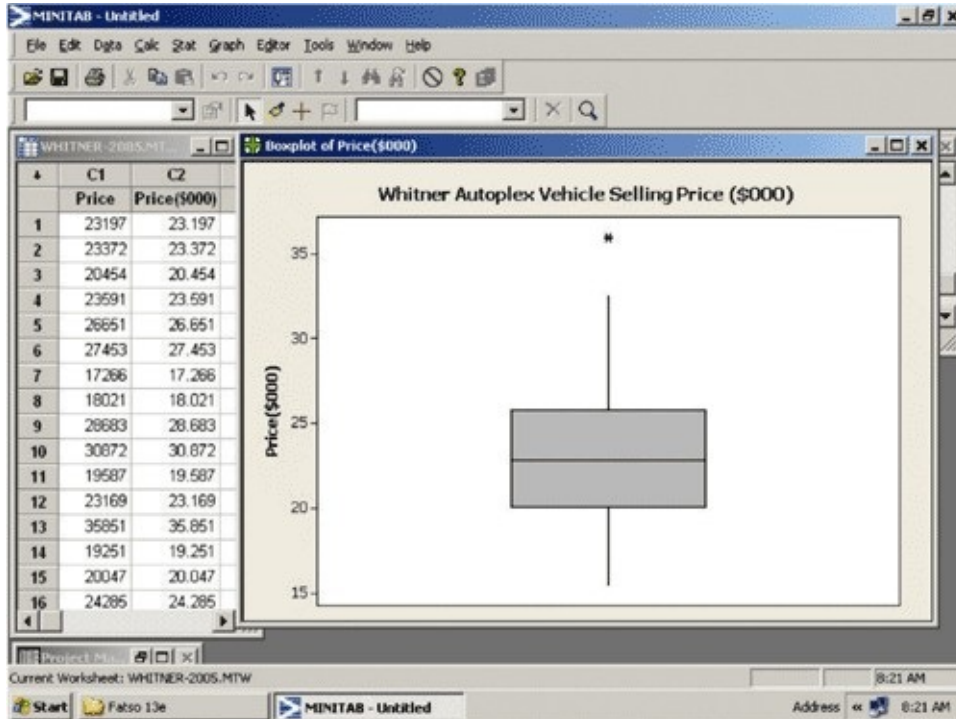 MINITAB - Untitled
File Edit Data Calc Stat Graph Editor Tools Window Help
WHITNER-2005.MT...
C1 C2
Price Price($000)
1 23197 23.197
2 23372 23.372
3 20454 20.454
4 23591 23.591
5 26651 26.651
6 27453 27.453
7 17266 17.266
8 18021 18.021
9 28683 28.683
10 30872 30.872
11 19587 19.587
12 23169 23.169
13 35851 35.851
14 19251 19.251
15 20047 20.047
16 24285 24.285
Boxplot of Price($000)
Whitner Autoplex Vehicle Selling Price ($000)
Price($000)
35
30
25
20
15
Project Ma...
Current Worksheet: WHITNER-2005.MTW
8:21 AM
Start
Fatso 13e
MINITAB - Untitled
Address
8:21 AM